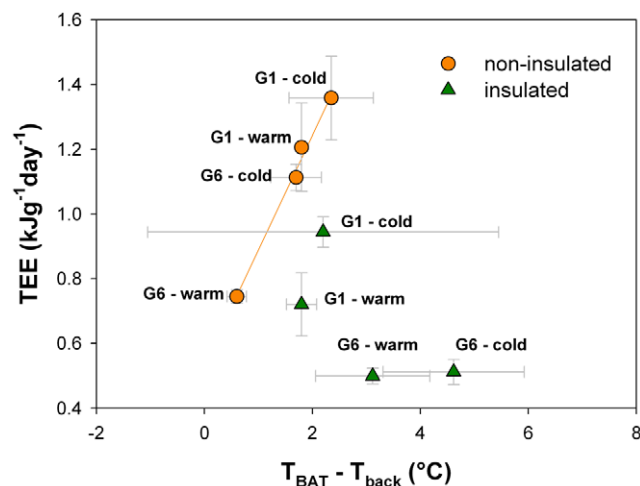 1.6
non-insulated
G1 - cold
insulated
1.4
G1 - warm
1.2
G6 - cold
TEE (kJg⁻¹day⁻¹)
1.0
G1 - cold
0.8
G6 - warm
G1 - warm
G6 - warm
G6 - cold
0.6
0.4
-2
0
2
4
6
8
T_BAT - T_back (°C)